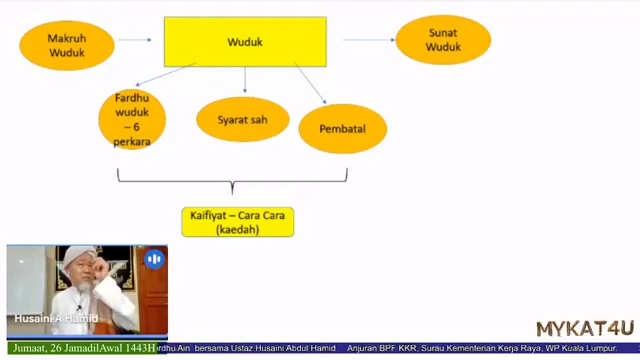 Makruh
Wuduk
Wuduk
Sunat
Wuduk
Fardhu
wuduk
– 6
perkara
Syarat sah
Pembatal
Kaifiyat – Cara Cara
(kaedah)
Husaini A Hamid
MYKAT4U
Jumaat, 26 JamadilAwal 1443H
rdhu Ain bersama Ustaz Husaini Abdul Hamid Anjuran BPF KKR, Surau Kementerian Kerja Raya, WP Kuala Lumpur.